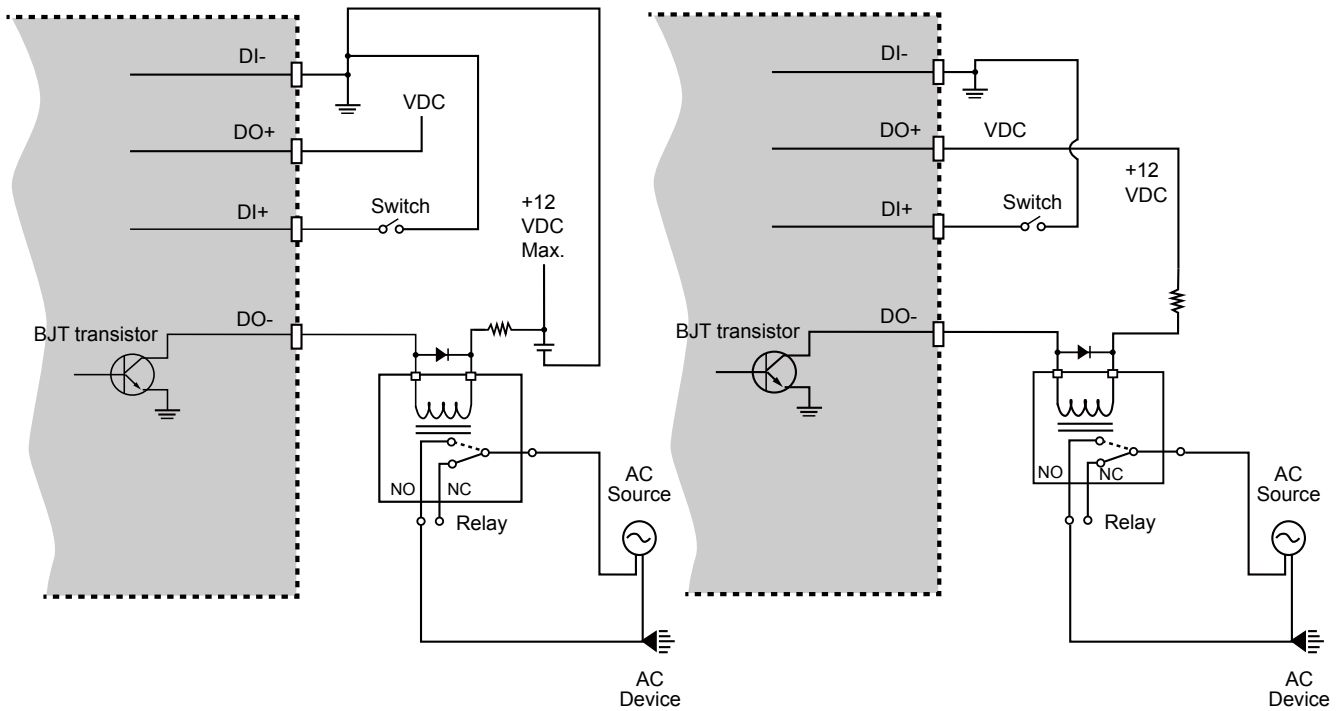 DI-
VDC
DO+
DI+
Switch
+12
VDC
Max.
DO-
BJT transistor
NO
NC
Relay
AC
Source
AC
Device
DI-
DO+
VDC
+12
VDC
DI+
Switch
DO-
BJT transistor
NO
NC
Relay
AC
Source
AC
Device